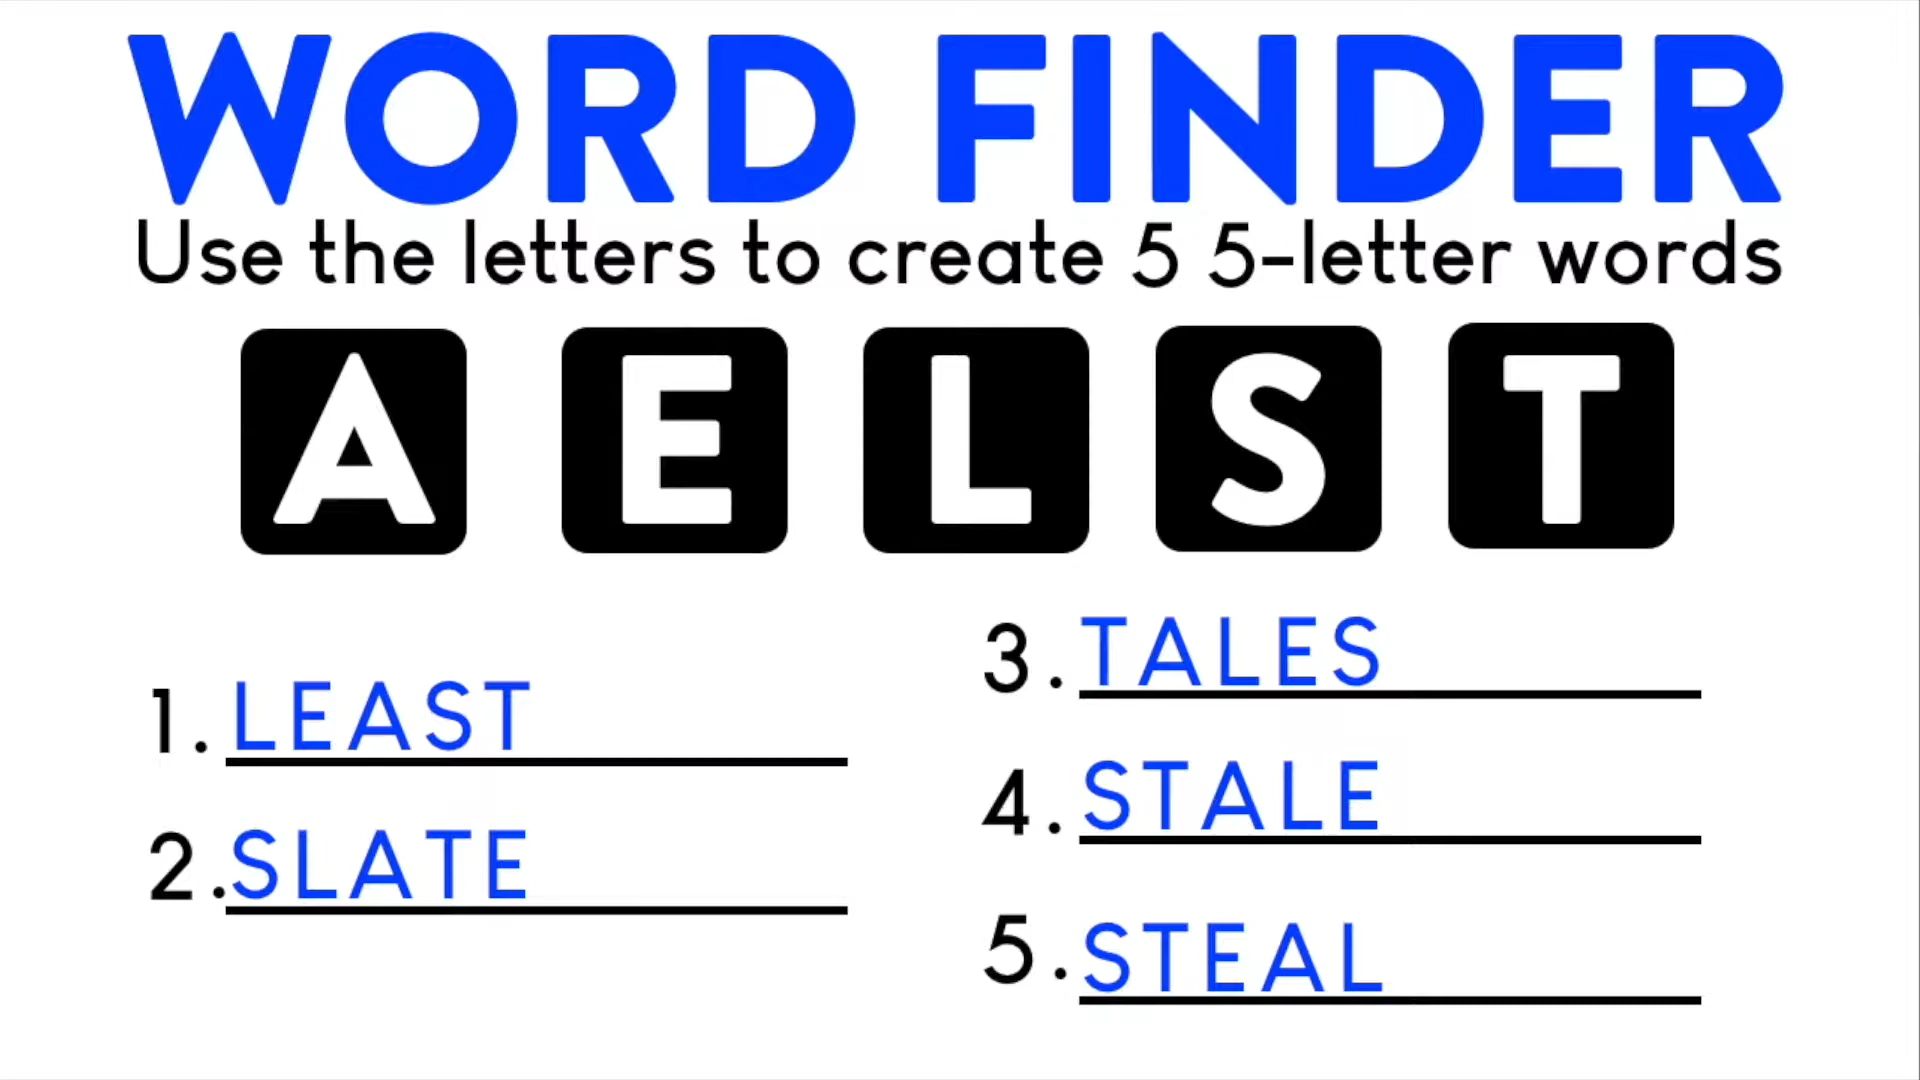 WORD FINDER
Use the letters to create 5 5-letter words
A E L S T
1. LEAST
2. SLATE
3. TALES
4. STALE
5. STEAL